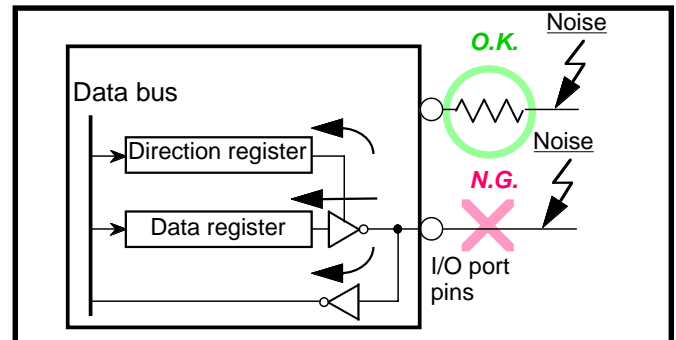 Noise
O.K.
Data bus
Direction register
Noise
N.G.
Data register
I/O port
pins